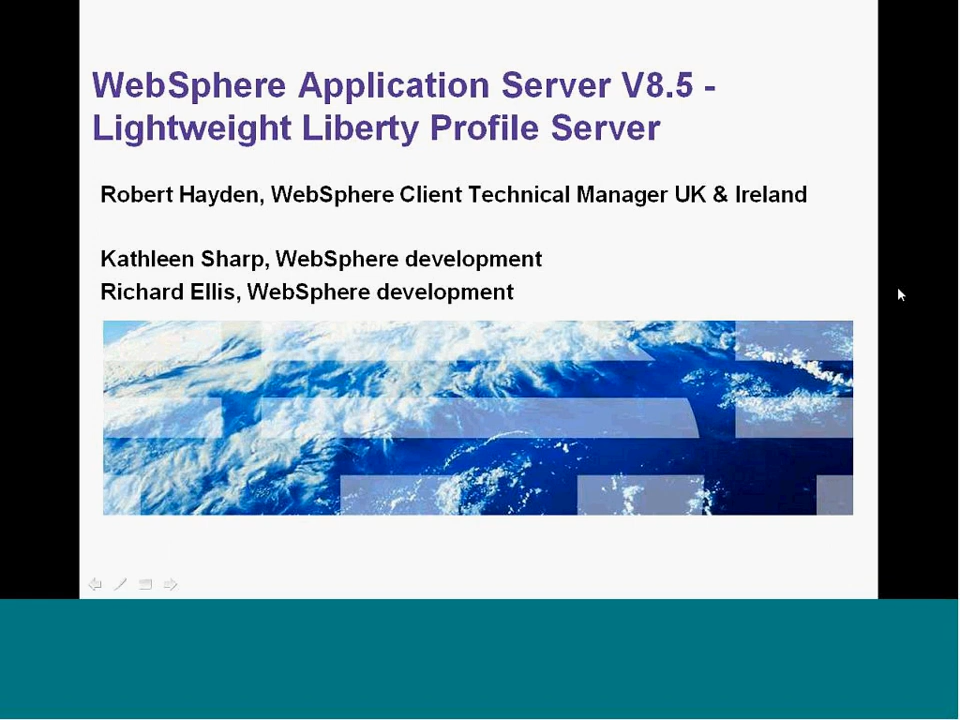 WebSphere Application Server V8.5 -
Lightweight Liberty Profile Server
Robert Hayden, WebSphere Client Technical Manager UK & Ireland
Kathleen Sharp, WebSphere development
Richard Ellis, WebSphere development